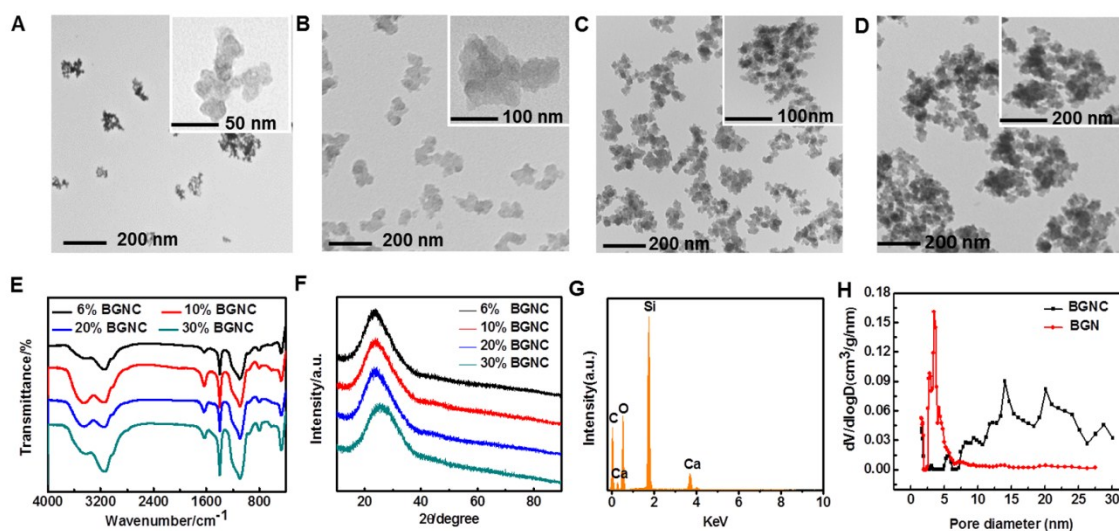 A
50 nm
200 nm
B
100 nm
200 nm
C
100nm
200 nm
D
200 nm
200 nm
E
6% BGNC 10% BGNC
20% BGNC 30% BGNC
Transmittance/%
4000 3200 2400 1600 800
Wavenumber/cm-1
F
6% BGNC
10% BGNC
20% BGNC
30% BGNC
Intensity/a.u.
20 40 60 80
2θ/degree
G
Si
C O
Ca
Ca
Intensity(a.u.)
0 2 4 6 8 10
KeV
H
BGNC
BGN
dV/dlogD(cm³/g/nm)
0.18
0.15
0.12
0.09
0.06
0.03
0.00
0 5 10 15 20 25 30
Pore diameter (nm)